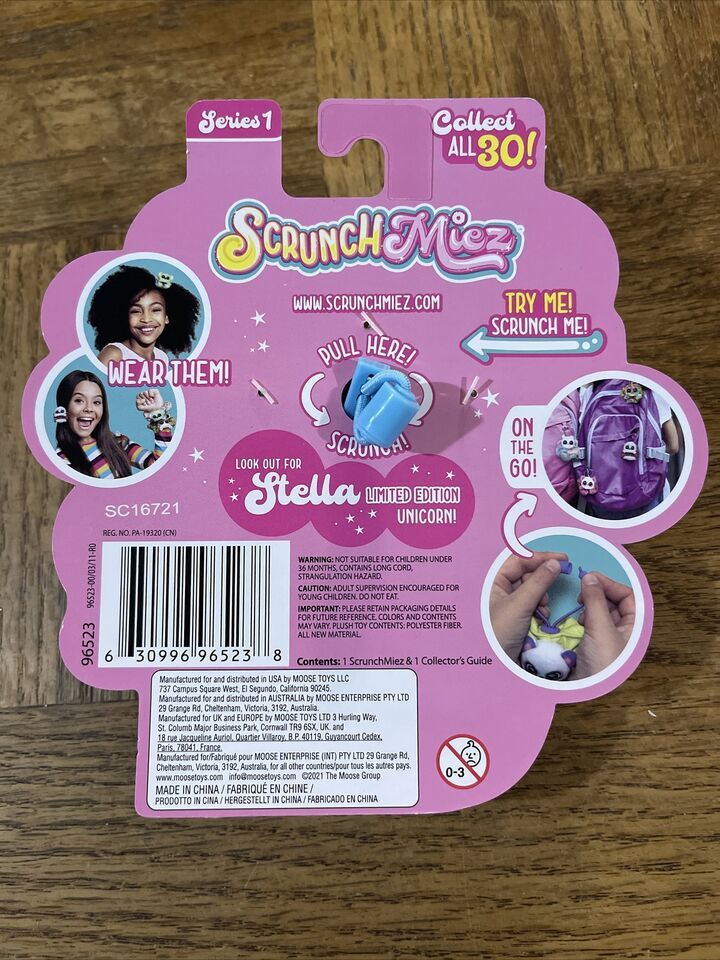 Series 1
Collect
ALL 30!
SCRUNCHMiez
WWW.SCRUNCHMIEZ.COM
TRY ME!
SCRUNCH ME!
PULL HERE!
SCRUNCH!
WEAR THEM!
ON
THE
GO!
LOOK OUT FOR
Stella LIMITED EDITION
UNICORN!
SC16721
REG. NO. PA-19320 (CN)
96523 96523-00/03/11-R0
6 30996 96523 8
WARNING: NOT SUITABLE FOR CHILDREN UNDER
36 MONTHS, CONTAINS LONG CORD,
STRANGULATION HAZARD.
CAUTION: ADULT SUPERVISION ENCOURAGED FOR
YOUNG CHILDREN. DO NOT EAT.
IMPORTANT: PLEASE RETAIN PACKAGING DETAILS
FOR FUTURE REFERENCE. COLORS AND CONTENTS
MAY VARY. PLUSH TOY CONTENTS: POLYESTER FIBER.
ALL NEW MATERIAL.
Contents: 1 ScrunchMiez & 1 Collector's Guide
Manufactured for and distributed in USA by MOOSE TOYS LLC
737 Campus Square West, El Segundo, California 90245.
Manufactured for and distributed in AUSTRALIA by MOOSE ENTERPRISE PTY LTD
29 Grange Rd, Cheltenham, Victoria, 3192, Australia.
Manufactured for UK and EUROPE by MOOSE TOYS LTD 3 Hurling Way,
St. Columb Major Business Park, Cornwall TR9 6SX, UK. and
18 rue Jacqueline Auriol, Quartier Villaroy, B.P. 40119, Guyancourt Cedex,
Paris, 78041, France.
Manufactured for/Fabriqué pour MOOSE ENTERPRISE (INT) PTY LTD 29 Grange Rd,
Cheltenham, Victoria, 3192, Australia, for all other countries/pour tous les autres pays.
www.moosetoys.com info@moosetoys.com ©2021 The Moose Group
MADE IN CHINA / FABRIQUÉ EN CHINE /
PRODOTTO IN CINA / HERGESTELLT IN CHINA / FABRICADO EN CHINA
0-3